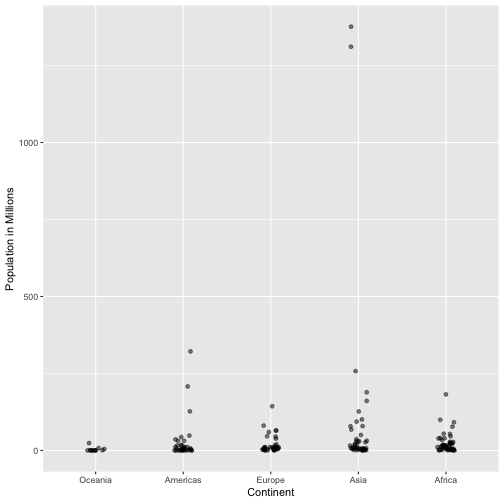 Population in Millions
1000
500
0
Oceania Americas Europe Asia Africa
Continent